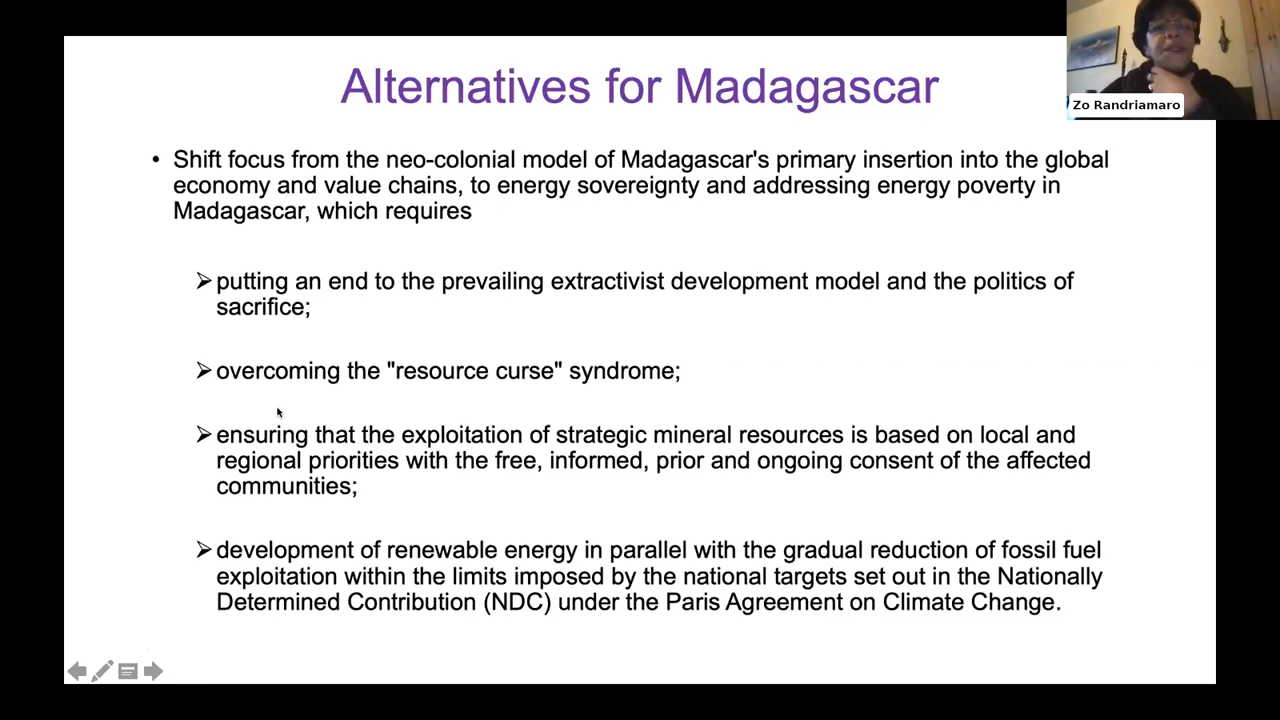 Alternatives for Madagascar
Zo Randriamaro
• Shift focus from the neo-colonial model of Madagascar's primary insertion into the global
economy and value chains, to energy sovereignty and addressing energy poverty in
Madagascar, which requires
➢ putting an end to the prevailing extractivist development model and the politics of
sacrifice;
➢ overcoming the "resource curse" syndrome;
➢ ensuring that the exploitation of strategic mineral resources is based on local and
regional priorities with the free, informed, prior and ongoing consent of the affected
communities;
➢ development of renewable energy in parallel with the gradual reduction of fossil fuel
exploitation within the limits imposed by the national targets set out in the Nationally
Determined Contribution (NDC) under the Paris Agreement on Climate Change.